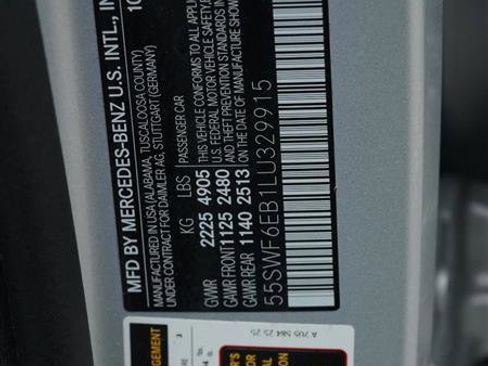 MFD BY MERCEDES-BENZ U.S. INTL., IN
10
MANUFACTURED IN USA (ALABAMA, TUSCALOOSA COUNTY)
UNDER CONTRACT FOR DAIMLER AG, STUTTGART (GERMANY)
KG LBS PASSENGER CAR
GVWR 2225 4905 THIS VEHICLE CONFORMS TO ALL APPL
GAWR FRONT 1125 2480 U.S. FEDERAL MOTOR VEHICLE SAFETY, B
GAWR REAR 1140 2513 AND THEFT PREVENTION STANDARDS
ON THE DATE OF MANUFACTURE SHOW
55SWF6EB1LU329915
A 205 584 25 25